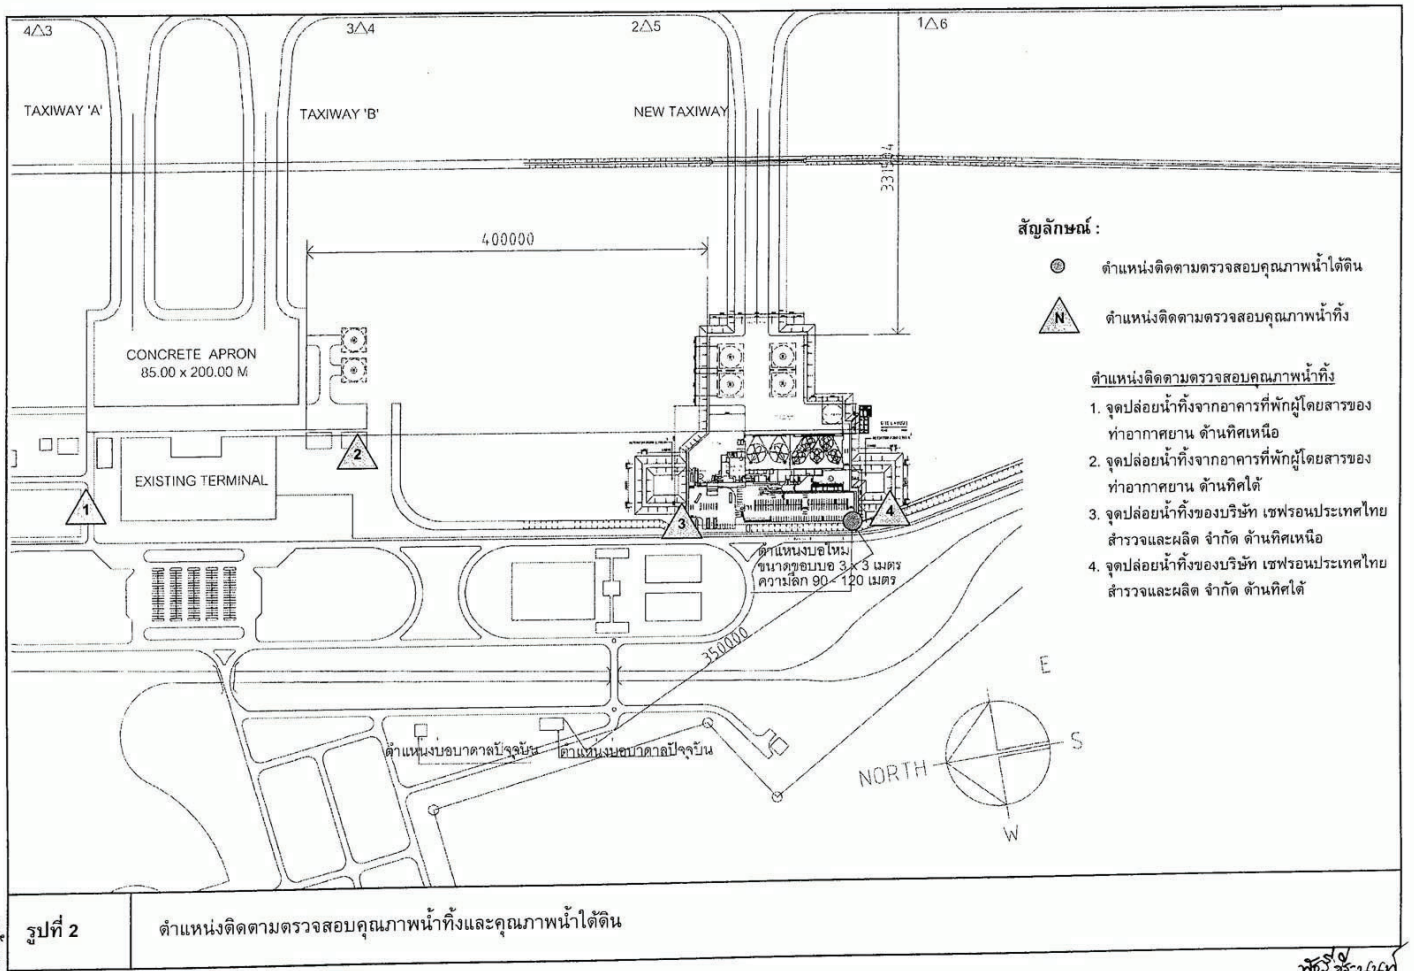 4△3
3△4
2△5
1△6
TAXIWAY 'A'
TAXIWAY 'B'
NEW TAXIWAY
400000
CONCRETE APRON
85.00 x 200.00 M
EXISTING TERMINAL
1
2
3
4
ตำแหน่งบ่อใหม่
ขนาดขอบบ่อ 3 x 3 เมตร
ความลึก 90 - 120 เมตร
350000
ตำแหน่งบ่อบาดาลปัจจุบัน
ตำแหน่งบ่อบาดาลปัจจุบัน
สัญลักษณ์ :
ตำแหน่งติดตามตรวจสอบคุณภาพน้ำใต้ดิน
N
ตำแหน่งติดตามตรวจสอบคุณภาพน้ำทิ้ง
ตำแหน่งติดตามตรวจสอบคุณภาพน้ำทิ้ง
1. จุดปล่อยน้ำทิ้งจากอาคารที่พักผู้โดยสารของ
ท่าอากาศยาน ด้านทิศเหนือ
2. จุดปล่อยน้ำทิ้งจากอาคารที่พักผู้โดยสารของ
ท่าอากาศยาน ด้านทิศใต้
3. จุดปล่อยน้ำทิ้งของบริษัท เชฟรอนประเทศไทย
สำรวจและผลิต จำกัด ด้านทิศเหนือ
4. จุดปล่อยน้ำทิ้งของบริษัท เชฟรอนประเทศไทย
สำรวจและผลิต จำกัด ด้านทิศใต้
E
S
NORTH
W
รูปที่ 2
ตำแหน่งติดตามตรวจสอบคุณภาพน้ำทิ้งและคุณภาพน้ำใต้ดิน